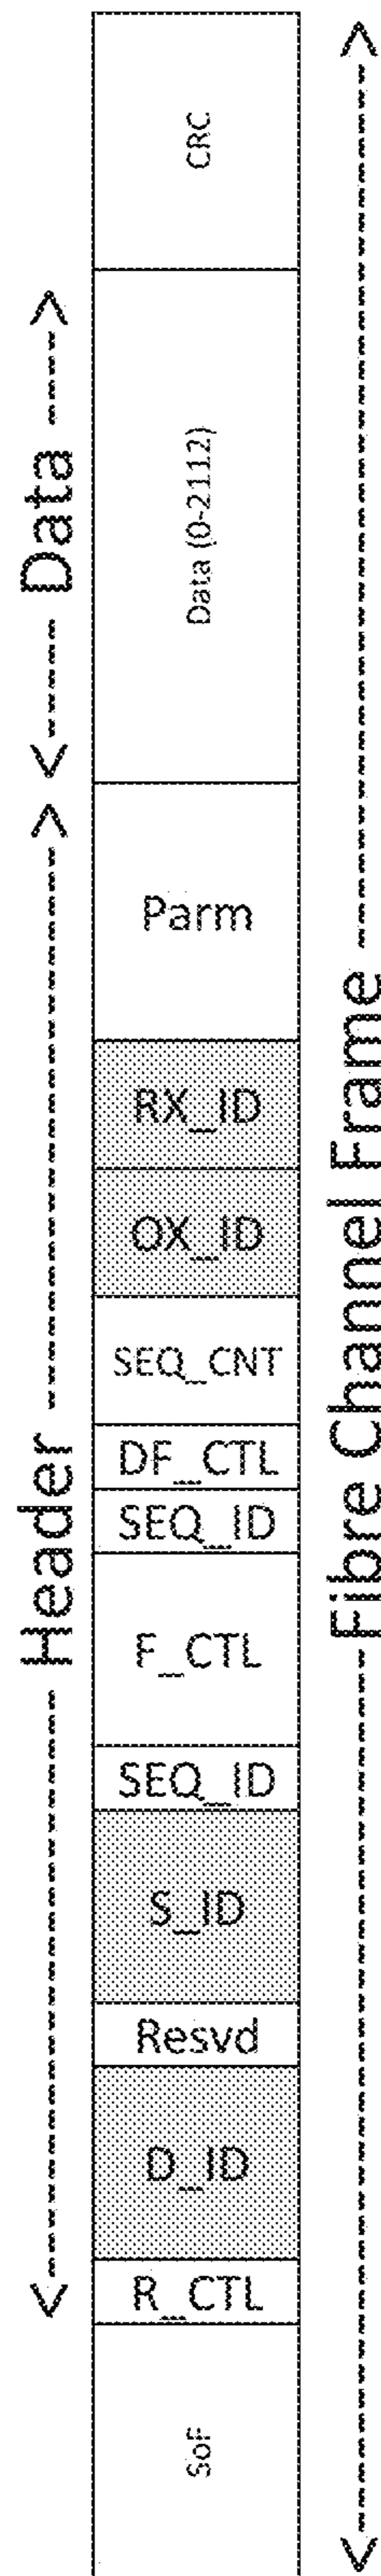 CRC
Data (0-2112)
Parm
RX_ID
OX_ID
SEQ_CNT
DF_CTL
SEQ_ID
F_CTL
SEQ_ID
S_ID
Resvd
D_ID
R_CTL
SoF
Data
Header
Fibre Channel Frame